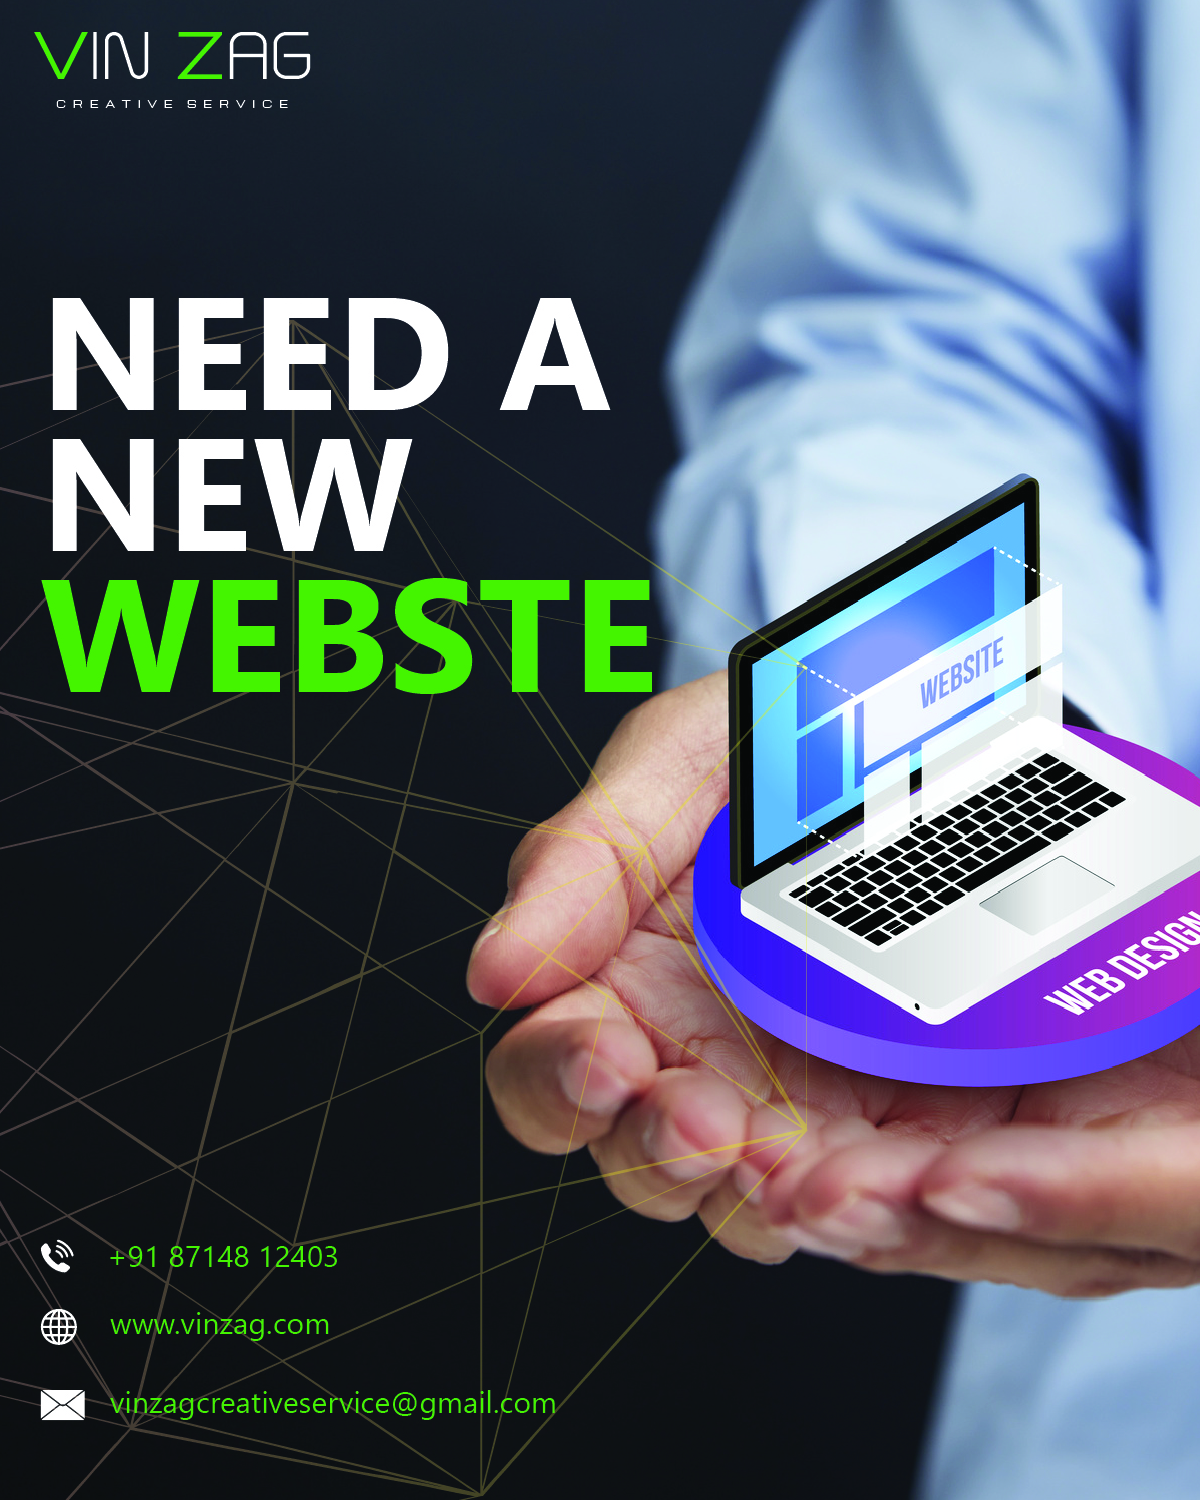 VIN ZAG
CREATIVE SERVICE
NEED A
NEW
WEBSTE
WEBSITE
WEB DESIGN
+91 87148 12403
www.vinzag.com
vinzagcreativeservice@gmail.com